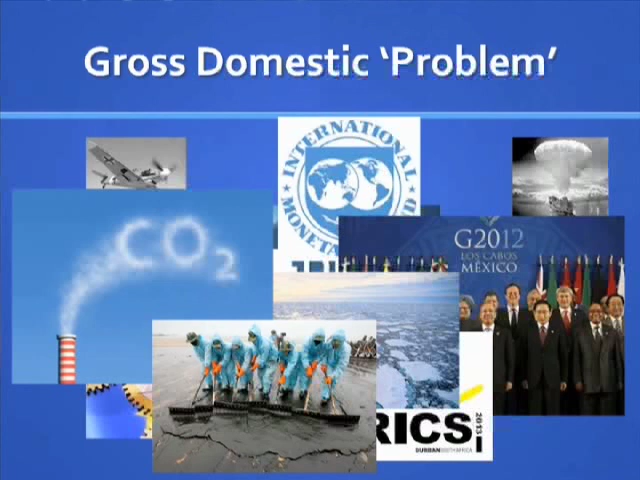 Gross Domestic ‘Problem’
INTERNATIONAL
MONETA
CO2
G2012
LOS CABOS
MÉXICO
RICS
2013
DURBAN SOUTH AFRICA